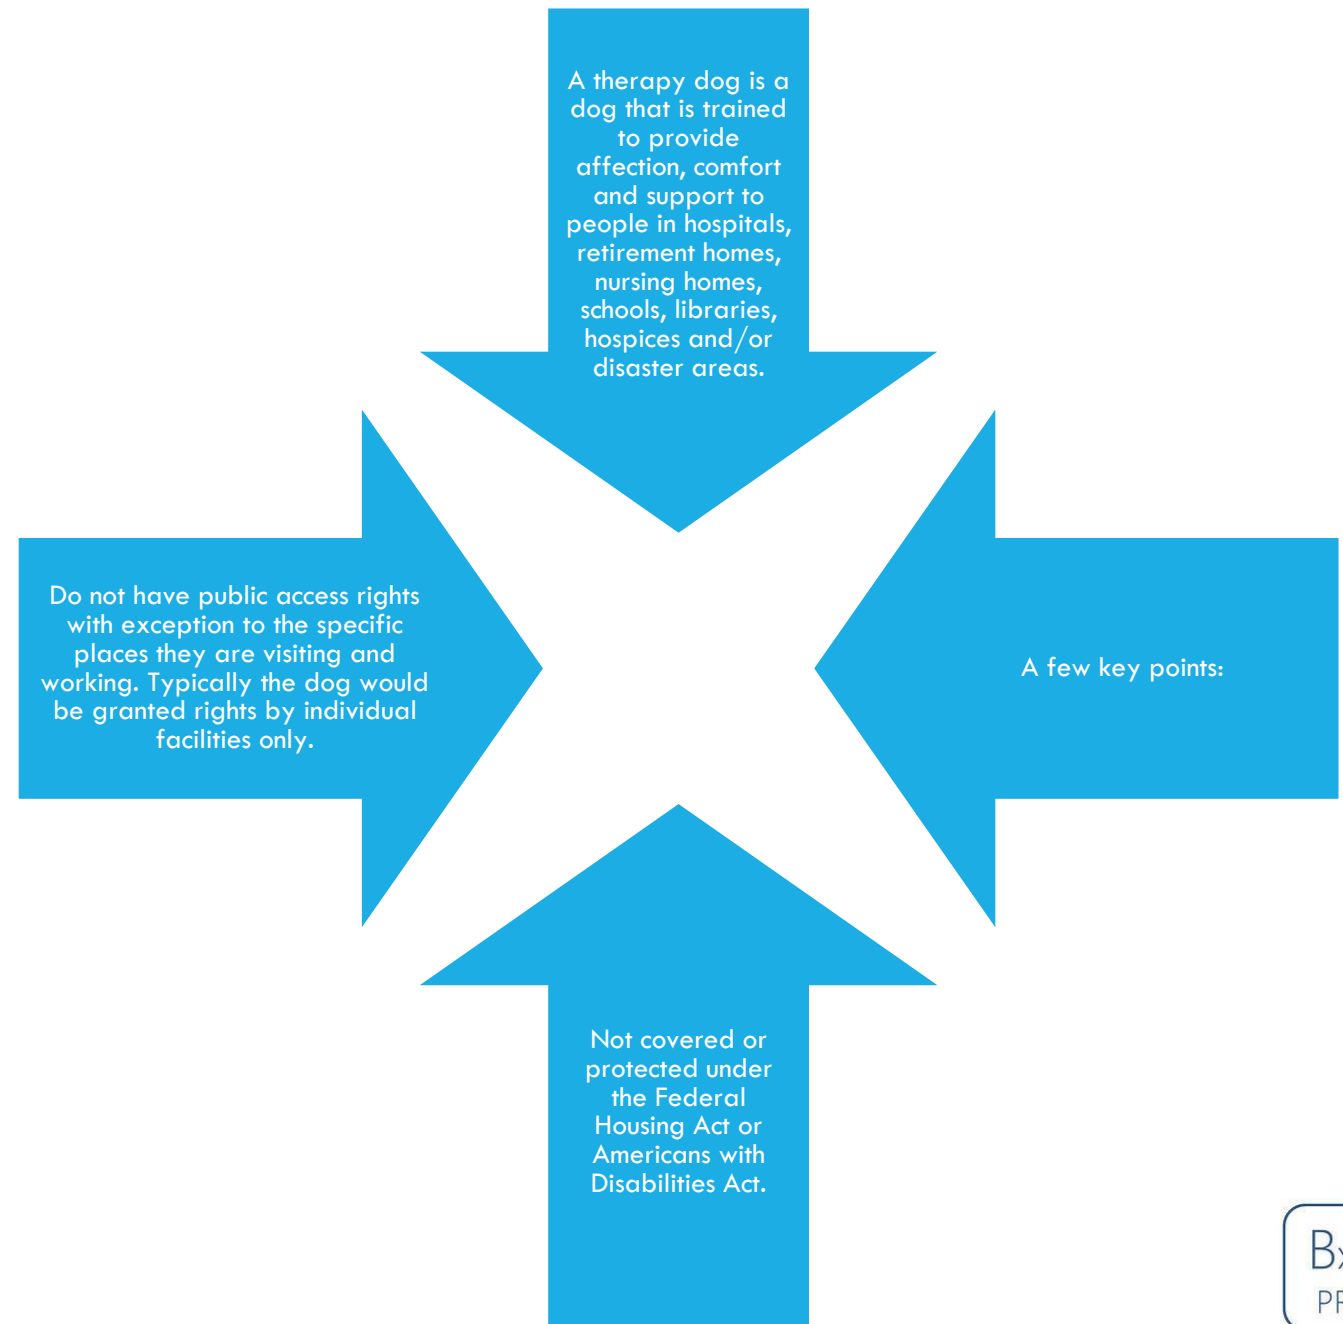 A therapy dog is a
dog that is trained
to provide
affection, comfort
and support to
people in hospitals,
retirement homes,
nursing homes,
schools, libraries,
hospices and/or
disaster areas.
A few key points:
Not covered or
protected under
the Federal
Housing Act or
Americans with
Disabilities Act.
Do not have public access rights
with exception to the specific
places they are visiting and
working. Typically the dog would
be granted rights by individual
facilities only.